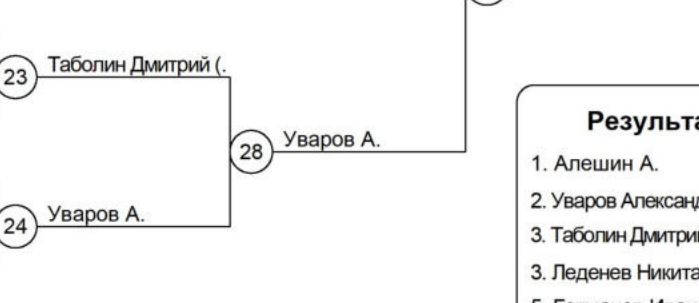 23 Таболин Дмитрий (.
28 Уваров А.
24 Уваров А.
Результа
1. Алешин А.
2. Уваров Александ
3. Таболин Дмитри
3. Леденев Никита